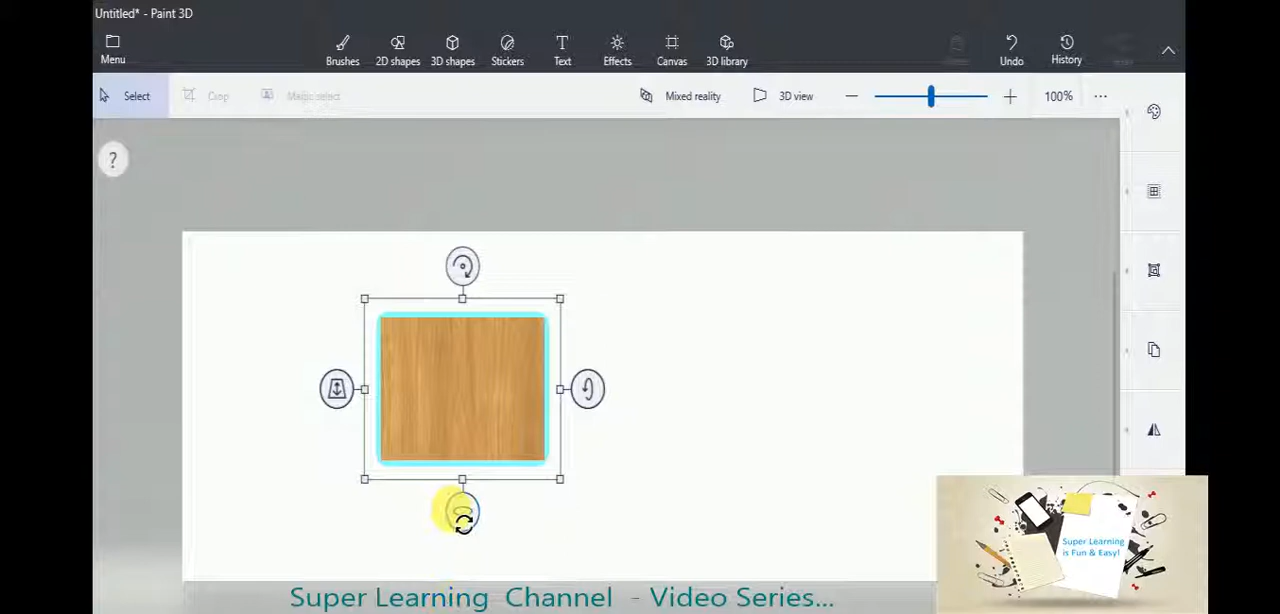 Untitled* - Paint 3D
Menu
Brushes
2D shapes
3D shapes
Stickers
Text
Effects
Canvas
3D library
Undo
History
Select
Crop
Magic select
Mixed reality
3D view
100%
?
Super Learning
is Fun & Easy!
Super Learning Channel - Video Series...